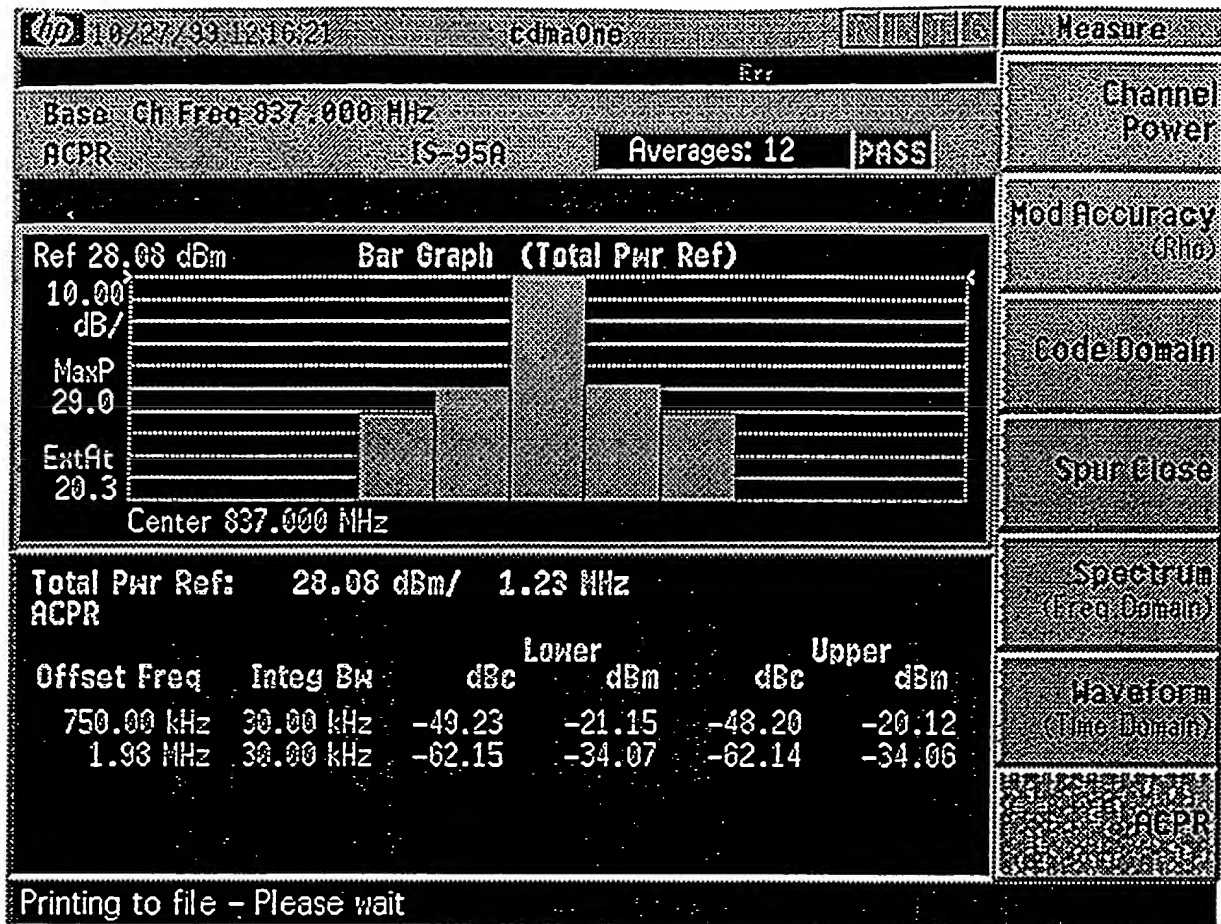 hp 10/27/99 12:16:21 cdmaOne Measure
Err
Base Ch Freq 837.000 MHz
ACPR IS-95A Averages: 12 PASS
Channel
Power
Mod Accuracy
(Rho)
Code Domain
Spur Close
Spectrum
(Freq Domain)
Waveform
(Time Domain)
ACPR
Ref 28.08 dBm Bar Graph (Total Pwr Ref)
10.00
dB/
MaxP
29.0
ExtAt
20.3
Center 837.000 MHz
Total Pwr Ref: 28.08 dBm/ 1.23 MHz
ACPR
Lower Upper
Offset Freq Integ BW dBc dBm dBc dBm
750.00 kHz 30.00 kHz -49.23 -21.15 -48.20 -20.12
1.98 MHz 30.00 kHz -62.15 -34.07 -62.14 -34.06
Printing to file – Please wait